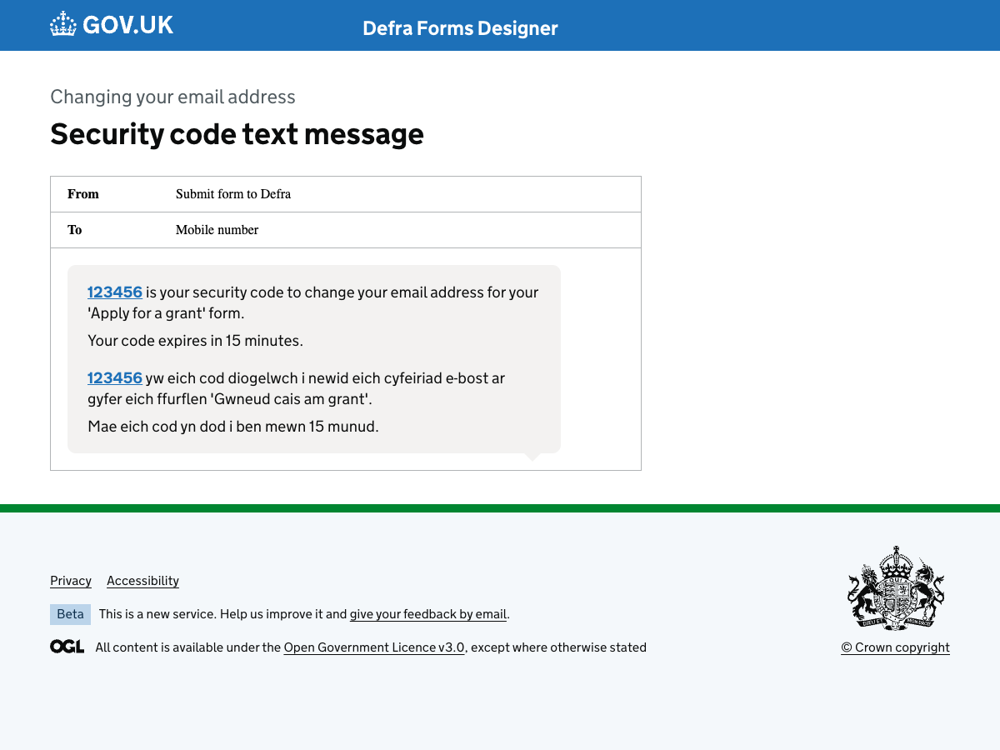 GOV.UK
Defra Forms Designer
Changing your email address
Security code text message
From Submit form to Defra
To Mobile number
123456 is your security code to change your email address for your
'Apply for a grant' form.
Your code expires in 15 minutes.
123456 yw eich cod diogelwch i newid eich cyfeiriad e-bost ar
gyfer eich ffurflen 'Gwneud cais am grant'.
Mae eich cod yn dod i ben mewn 15 munud.
Privacy Accessibility
Beta This is a new service. Help us improve it and give your feedback by email.
OGL All content is available under the Open Government Licence v3.0, except where otherwise stated
© Crown copyright